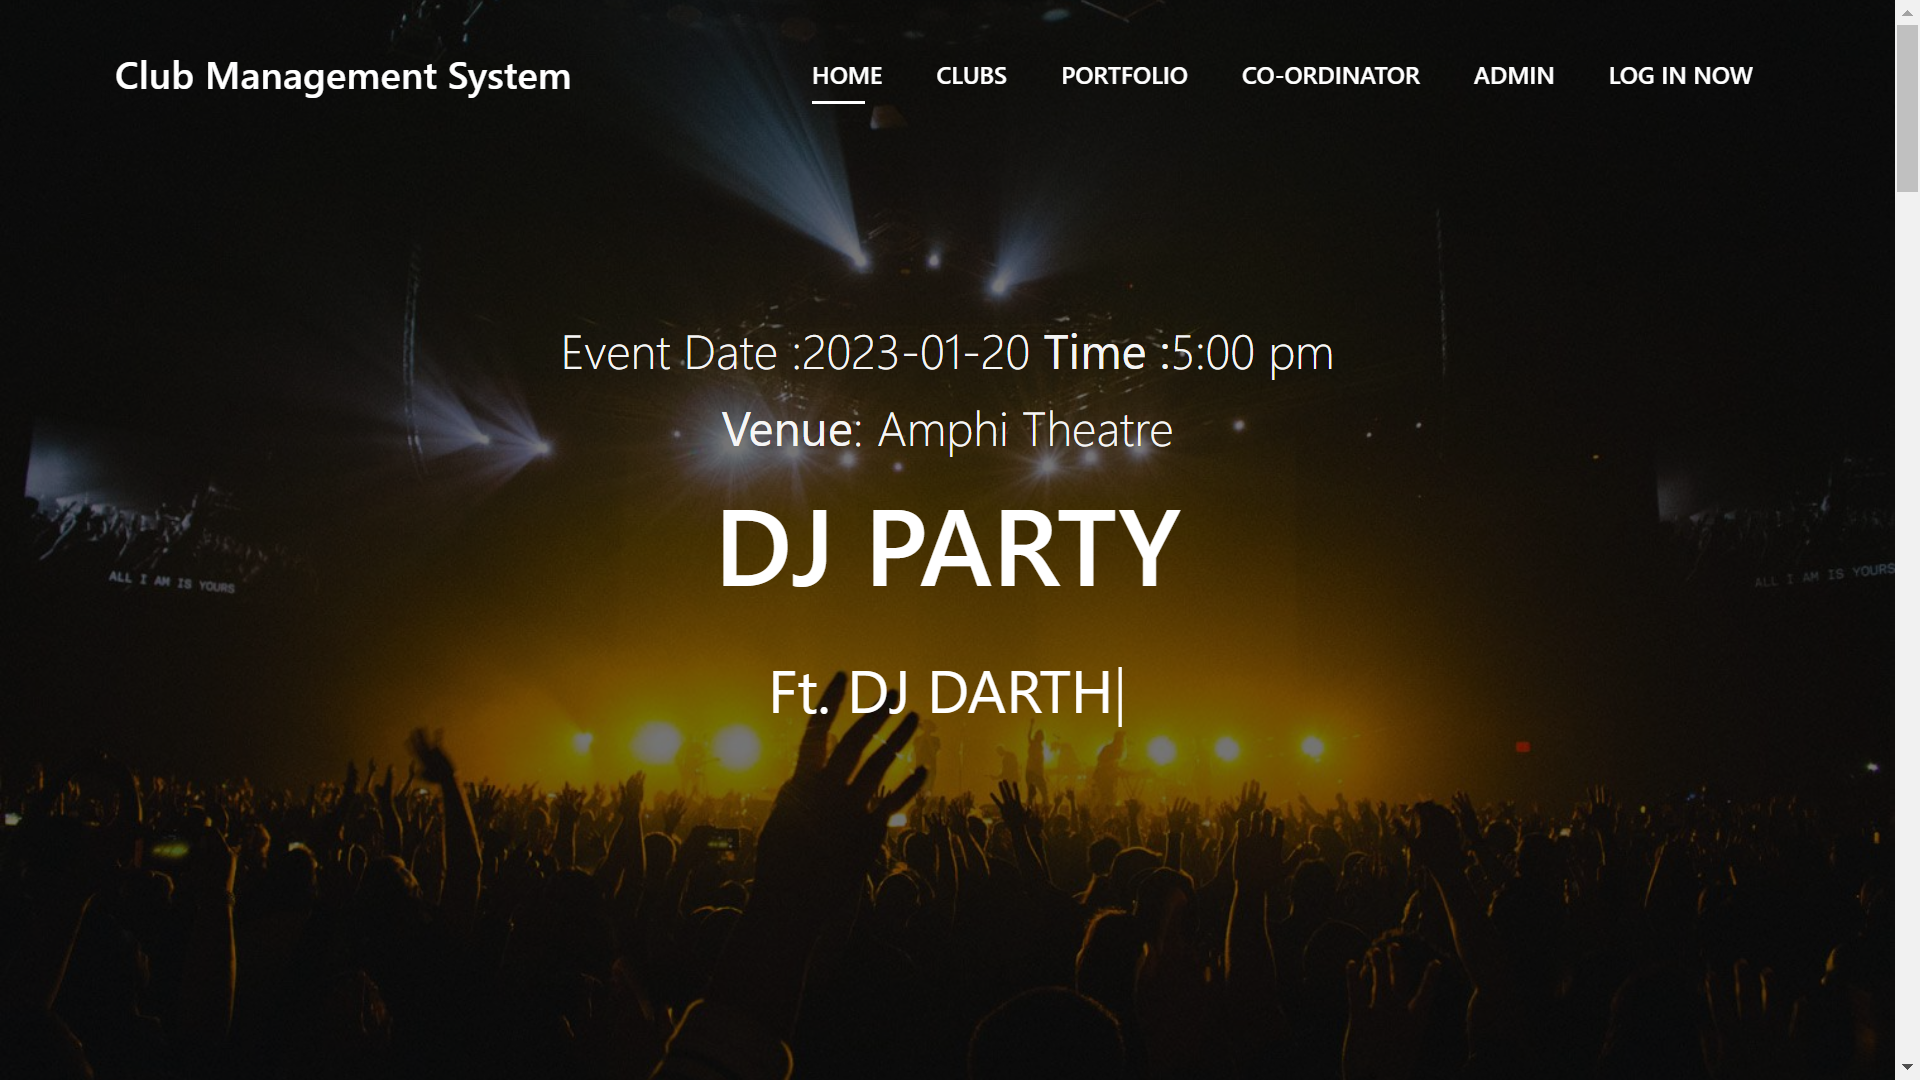 Club Management System
HOME CLUBS PORTFOLIO CO-ORDINATOR ADMIN LOG IN NOW
Event Date :2023-01-20 Time :5:00 pm
Venue: Amphi Theatre
DJ PARTY
ALL I AM IS YOURS
ALL I AM IS YOURS
Ft. DJ DARTH|